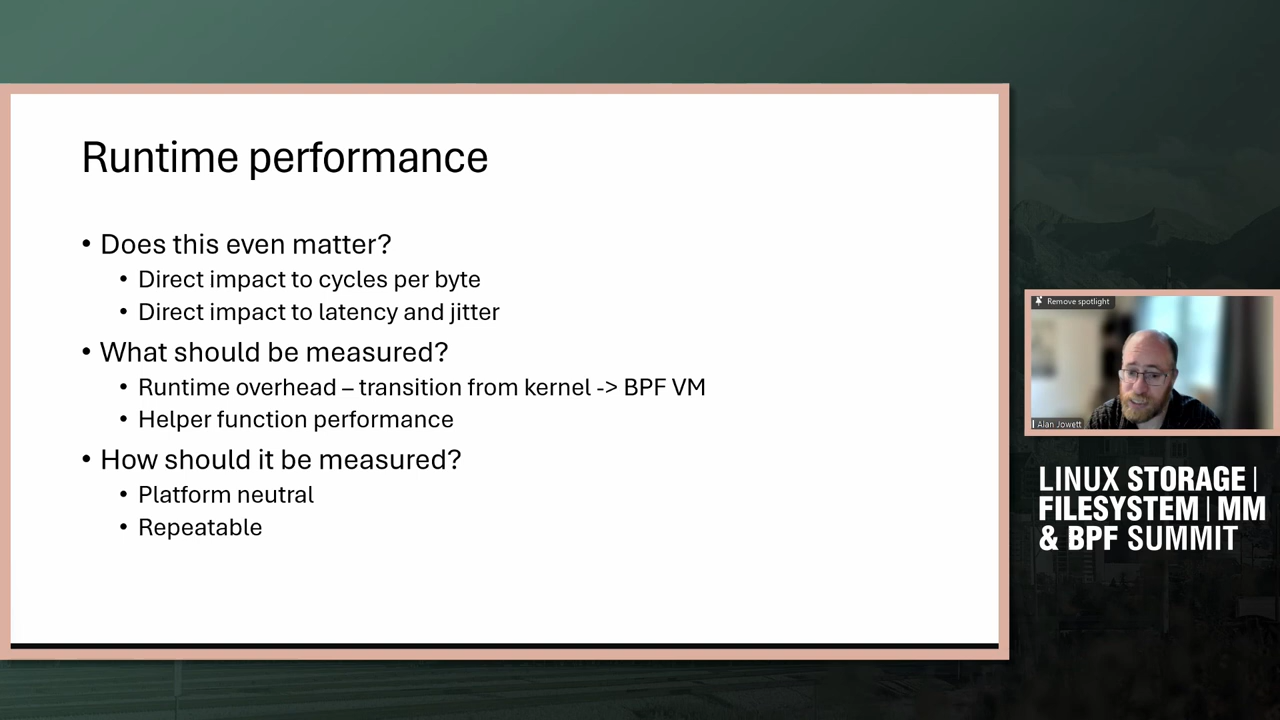 Runtime performance
• Does this even matter?
• Direct impact to cycles per byte
• Direct impact to latency and jitter
• What should be measured?
• Runtime overhead – transition from kernel -> BPF VM
• Helper function performance
• How should it be measured?
• Platform neutral
• Repeatable
Remove spotlight
Alan Jowett
LINUX STORAGE |
FILESYSTEM | MM
& BPF SUMMIT